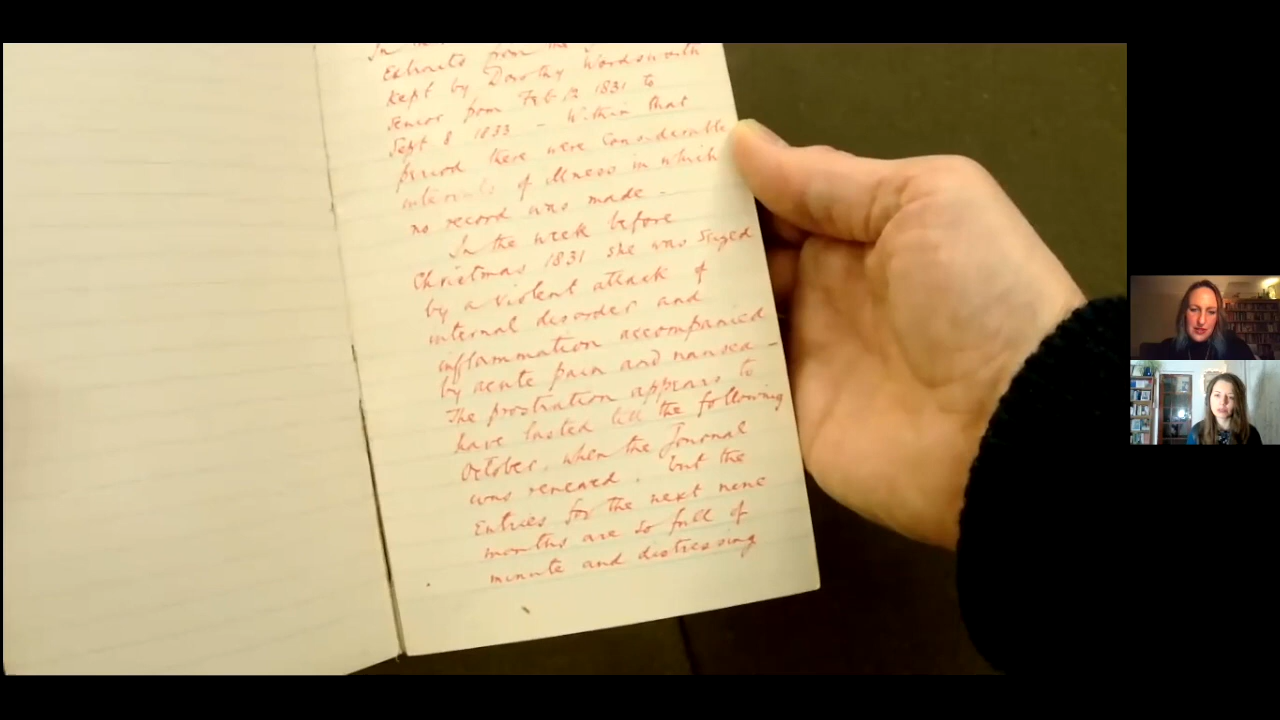 Extracts from the
kept by Dorothy Wordsworth
Senior from Feb 12 1831 to
Sept 8 1833 - Within that
period there were considerable
intervals of illness in which
no record was made -
In the week before
Christmas 1831 she was seized
by a violent attack of
internal disorder and
inflammation accompanied
by acute pain and nausea -
The prostration appears to
have lasted till the following
October, when the Journal
was renewed, but the
Entries for the next nine
months are so full of
minute and distressing